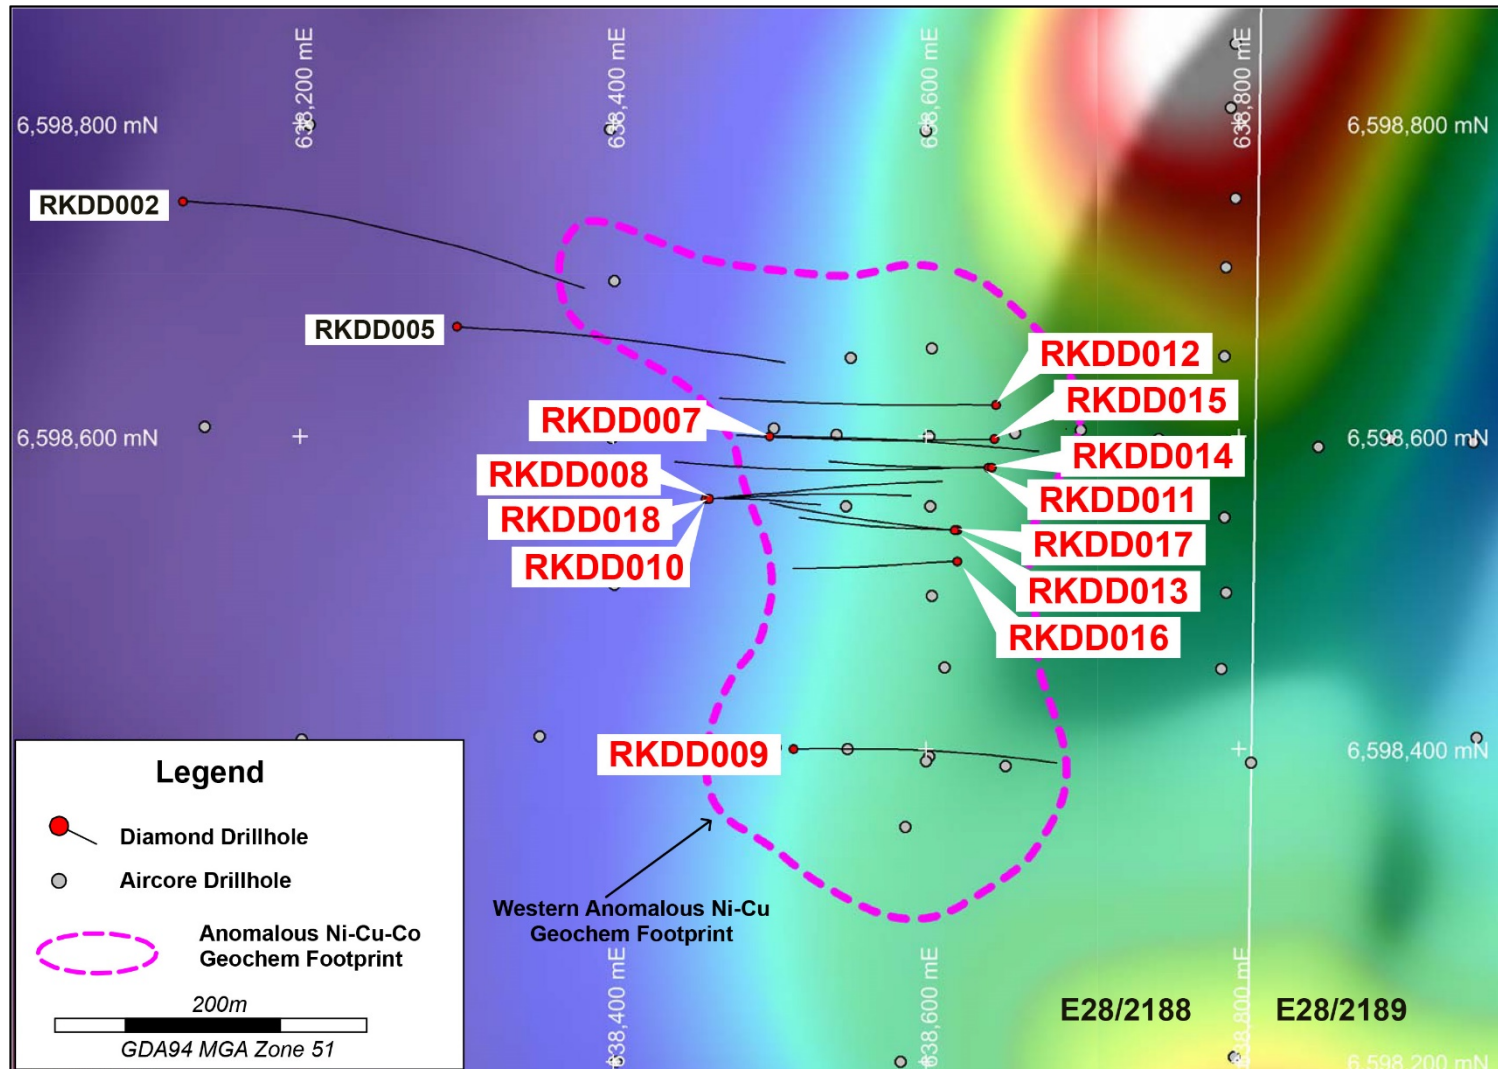 638,200 mE
638,400 mE
638,600 mE
638,800 mE
6,598,800 mN
6,598,800 mN
RKDD002
RKDD005
RKDD012
RKDD015
RKDD007
6,598,600 mN
6,598,600 mN
RKDD014
RKDD008
RKDD011
RKDD018
RKDD017
RKDD010
RKDD013
RKDD016
RKDD009
6,598,400 mN
Legend
Diamond Drillhole
Aircore Drillhole
Anomalous Ni-Cu-Co
Geochem Footprint
200m
GDA94 MGA Zone 51
Western Anomalous Ni-Cu
Geochem Footprint
638,400 mE
638,600 mE
638,800 mE
E28/2188
E28/2189
6,598,200 mN